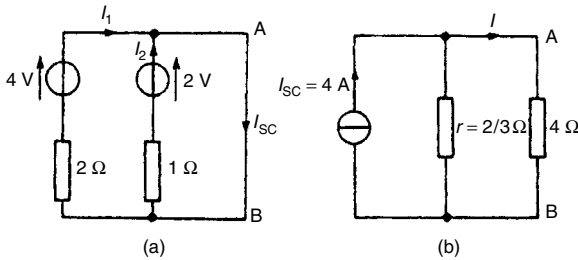 I1
A
I2
4 V
2 V
ISC
2 Ω
1 Ω
B
(a)
I
A
ISC = 4 A
r = 2/3 Ω
4 Ω
B
(b)